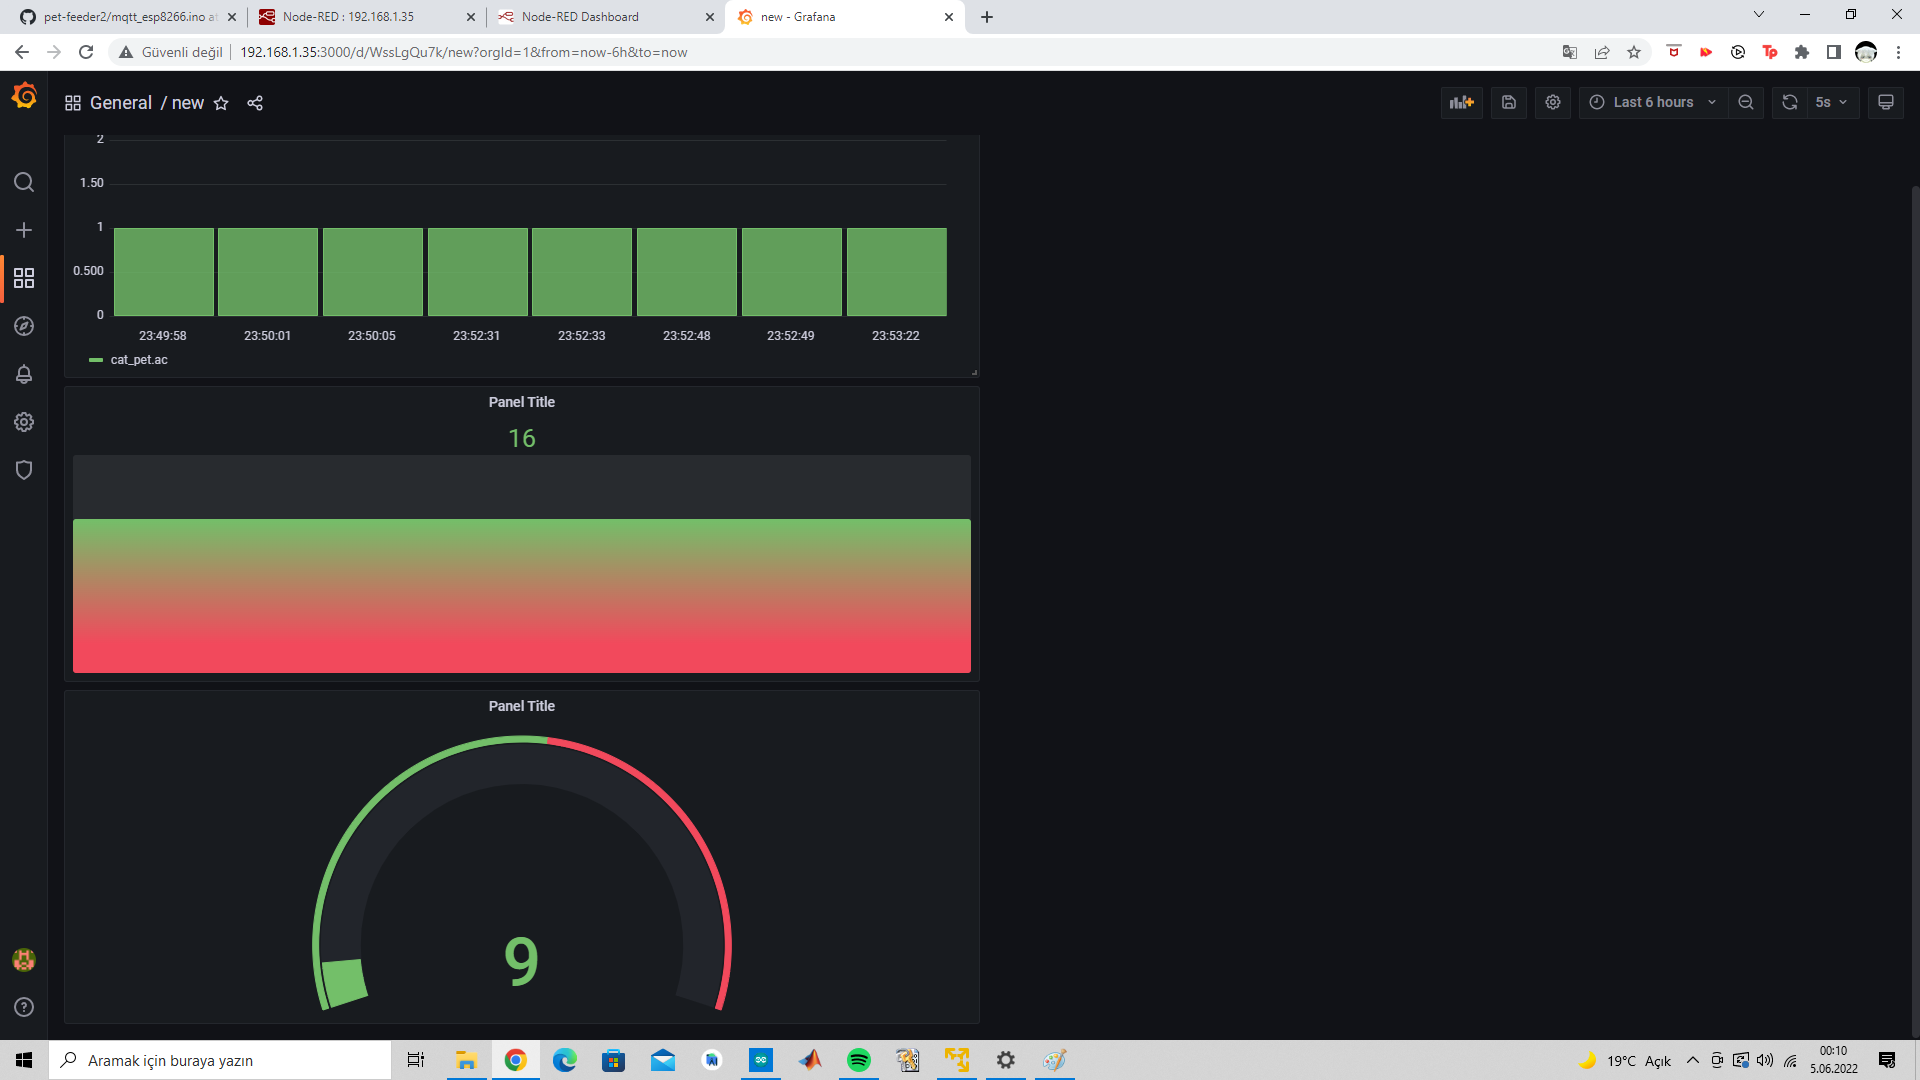 pet-feeder2/mqtt_esp8266.ino at
Node-RED : 192.168.1.35
Node-RED Dashboard
new - Grafana
Güvenli değil
192.168.1.35:3000/d/WssLgQu7k/new?orgId=1&from=now-6h&to=now
General / new
Last 6 hours
5s
2
1.50
1
0.500
0
23:49:58 23:50:01 23:50:05 23:52:31 23:52:33 23:52:48 23:52:49 23:53:22
cat_pet.ac
Panel Title
16
Panel Title
9
Aramak için buraya yazın
19°C Açık
00:10
5.06.2022